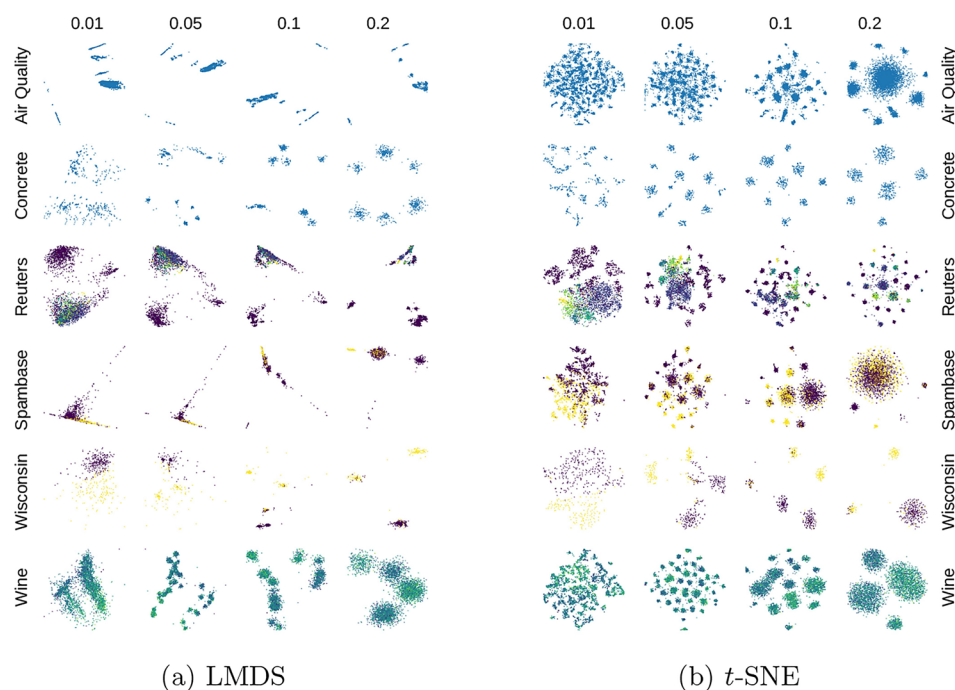 0.01 0.05 0.1 0.2
Air Quality
Concrete
Reuters
Spambase
Wisconsin
Wine
(a) LMDS
0.01 0.05 0.1 0.2
Air Quality
Concrete
Reuters
Spambase
Wisconsin
Wine
(b) t-SNE